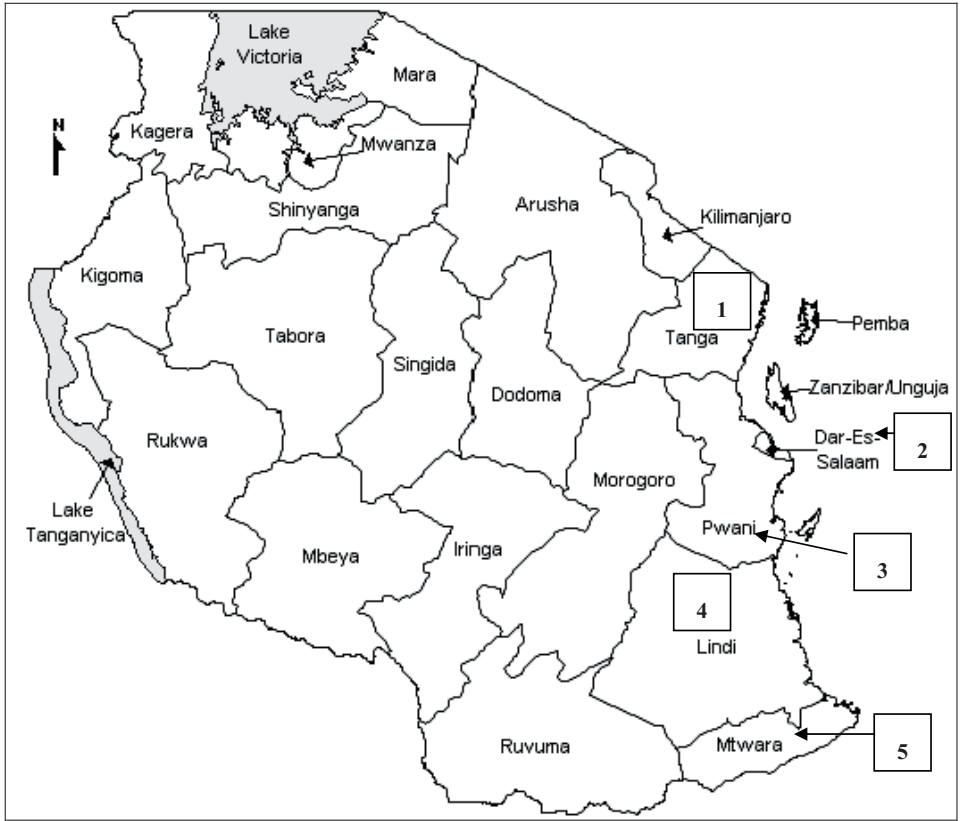 Lake
Victoria
Mara
N
Kagera
Mwanza
Shinyanga
Arusha
Kilimanjaro
Kigoma
1
Tanga
Pemba
Tabora
Singida
Dodoma
Zanzibar/Unguja
Rukwa
Dar-Es-
Salaam
2
Morogoro
Lake
Tanganyica
Mbeya
Iringa
Pwani
3
4
Lindi
Ruvuma
Mtwara
5